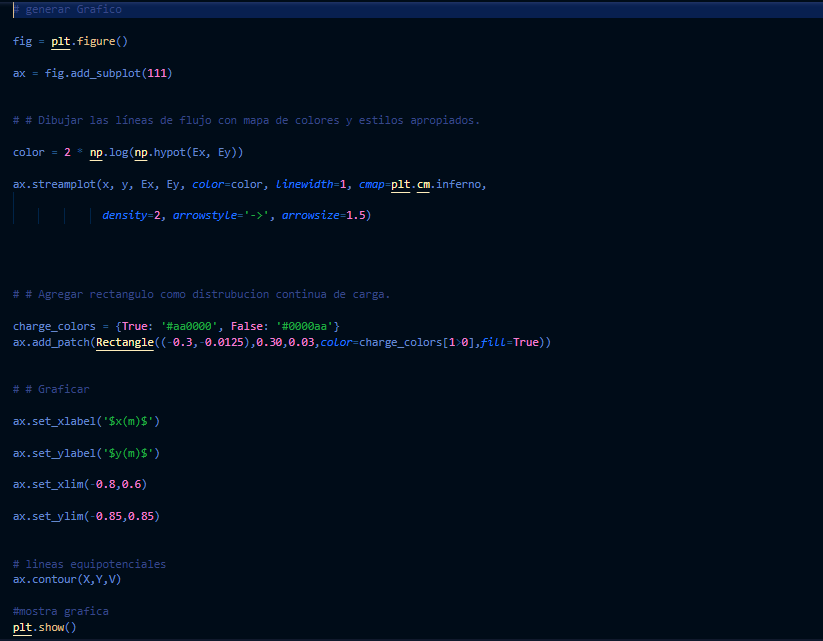 # generar Grafico
fig = plt.figure()
ax = fig.add_subplot(111)
# # Dibujar las líneas de flujo con mapa de colores y estilos apropiados.
color = 2 * np.log(np.hypot(Ex, Ey))
ax.streamplot(x, y, Ex, Ey, color=color, linewidth=1, cmap=plt.cm.inferno,
density=2, arrowstyle='->', arrowsize=1.5)
# # Agregar rectangulo como distrubucion continua de carga.
charge_colors = {True: '#aa0000', False: '#0000aa'}
ax.add_patch(Rectangle((-0.3,-0.0125),0.30,0.03,color=charge_colors[1>0],fill=True))
# # Graficar
ax.set_xlabel('$x(m)$')
ax.set_ylabel('$y(m)$')
ax.set_xlim(-0.8,0.6)
ax.set_ylim(-0.85,0.85)
# lineas equipotenciales
ax.contour(X,Y,V)
#mostra grafica
plt.show()